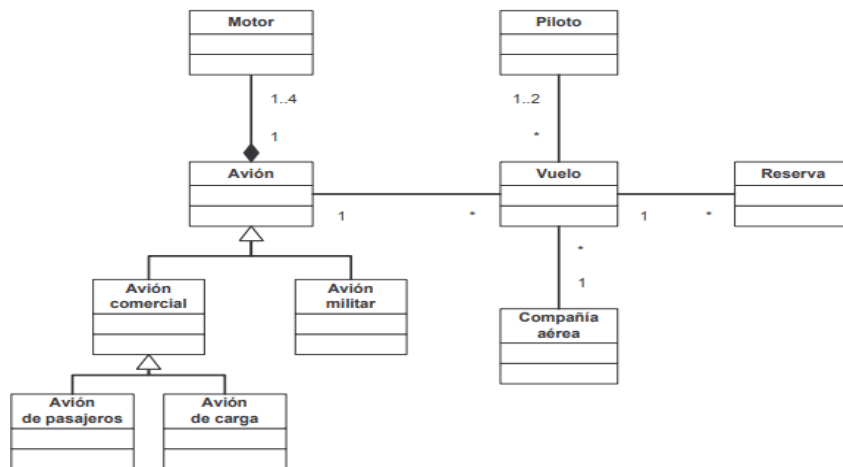 Motor
Piloto
1..4
1..2
1
*
Avión
Vuelo
Reserva
1
*
1
*
*
1
Avión
comercial
Avión
militar
Compañía
aérea
Avión
de pasajeros
Avión
de carga